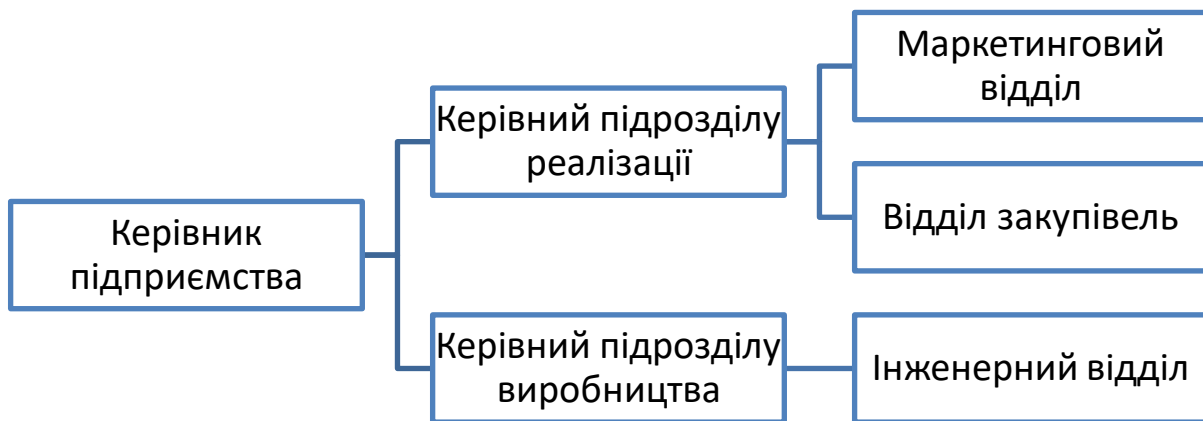 Маркетинговий
відділ
Керівний підрозділу
реалізації
Відділ закупівель
Керівник
підприємства
Керівний підрозділу
виробництва
Інженерний відділ